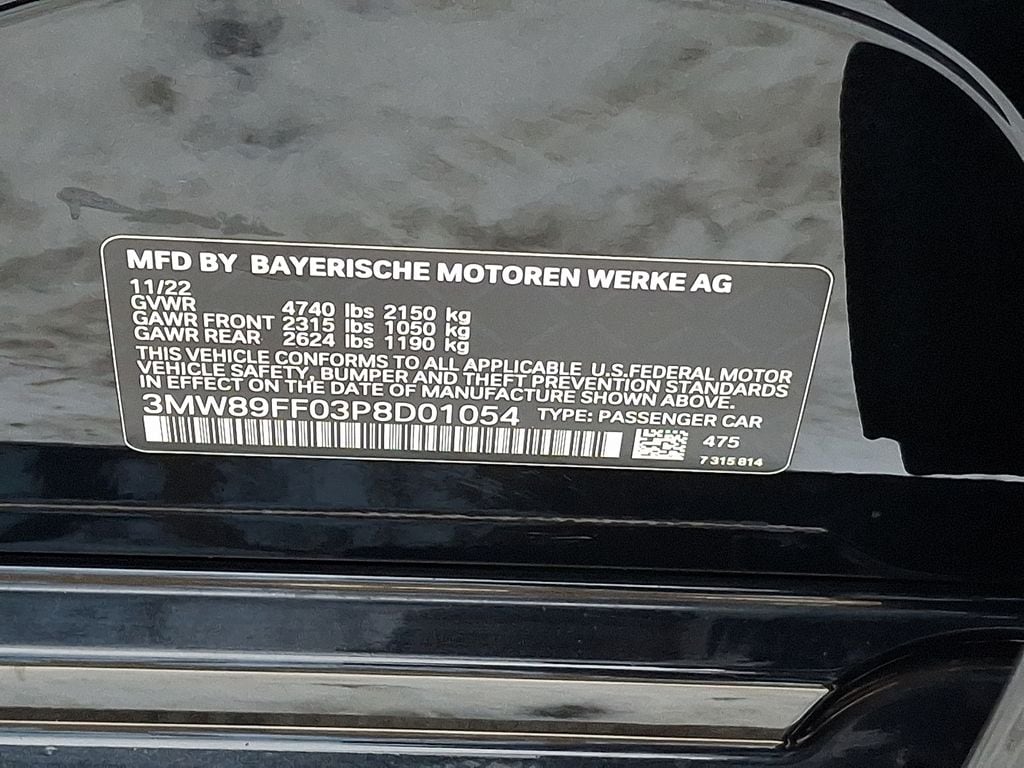 MFD BY BAYERISCHE MOTOREN WERKE AG
11/22
GVWR 4740 lbs 2150 kg
GAWR FRONT 2315 lbs 1050 kg
GAWR REAR 2624 lbs 1190 kg
THIS VEHICLE CONFORMS TO ALL APPLICABLE U.S.FEDERAL MOTOR
VEHICLE SAFETY, BUMPER AND THEFT PREVENTION STANDARDS
IN EFFECT ON THE DATE OF MANUFACTURE SHOWN ABOVE.
3MW89FF03P8D01054 TYPE: PASSENGER CAR
475
7 315 814